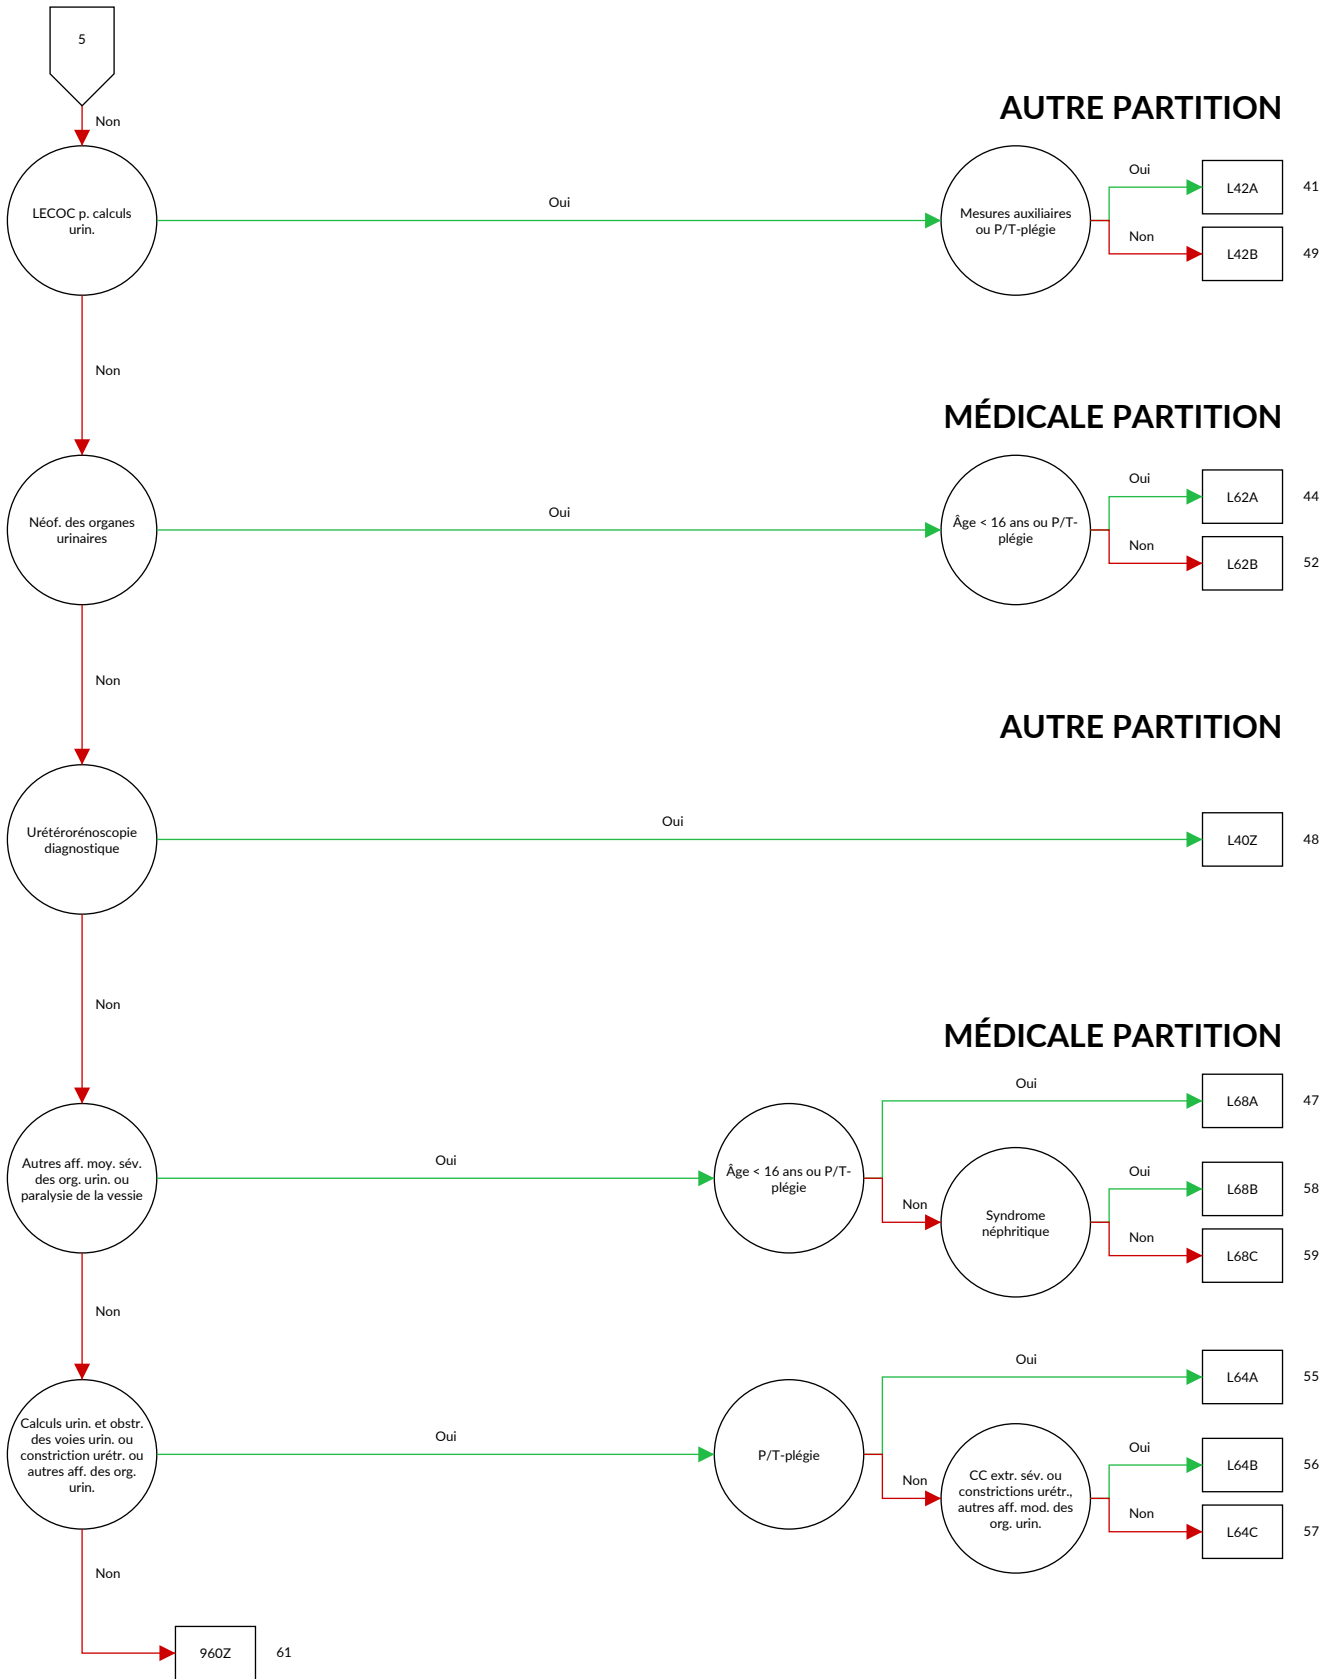 5
Non
AUTRE PARTITION
LECOC p. calculs
urin.
Oui
Mesures auxiliaires
ou P/T-plégie
Oui
L42A
41
Non
L42B
49
Non
MÉDICALE PARTITION
Néof. des organes
urinaires
Oui
Âge < 16 ans ou P/T-
plégie
Oui
L62A
44
Non
L62B
52
Non
AUTRE PARTITION
Urétérorénoscopie
diagnostique
Oui
L40Z
48
Non
MÉDICALE PARTITION
Autres aff. moy. sév.
des org. urin. ou
paralysie de la vessie
Oui
Âge < 16 ans ou P/T-
plégie
Oui
L68A
47
Non
Syndrome
néphritique
Oui
L68B
58
Non
L68C
59
Non
Calculs urin. et obstr.
des voies urin. ou
constriction urétr. ou
autres aff. des org.
urin.
Oui
P/T-plégie
Oui
L64A
55
Non
CC extr. sév. ou
constrictions urétr.,
autres aff. mod. des
org. urin.
Oui
L64B
56
Non
L64C
57
Non
960Z
61